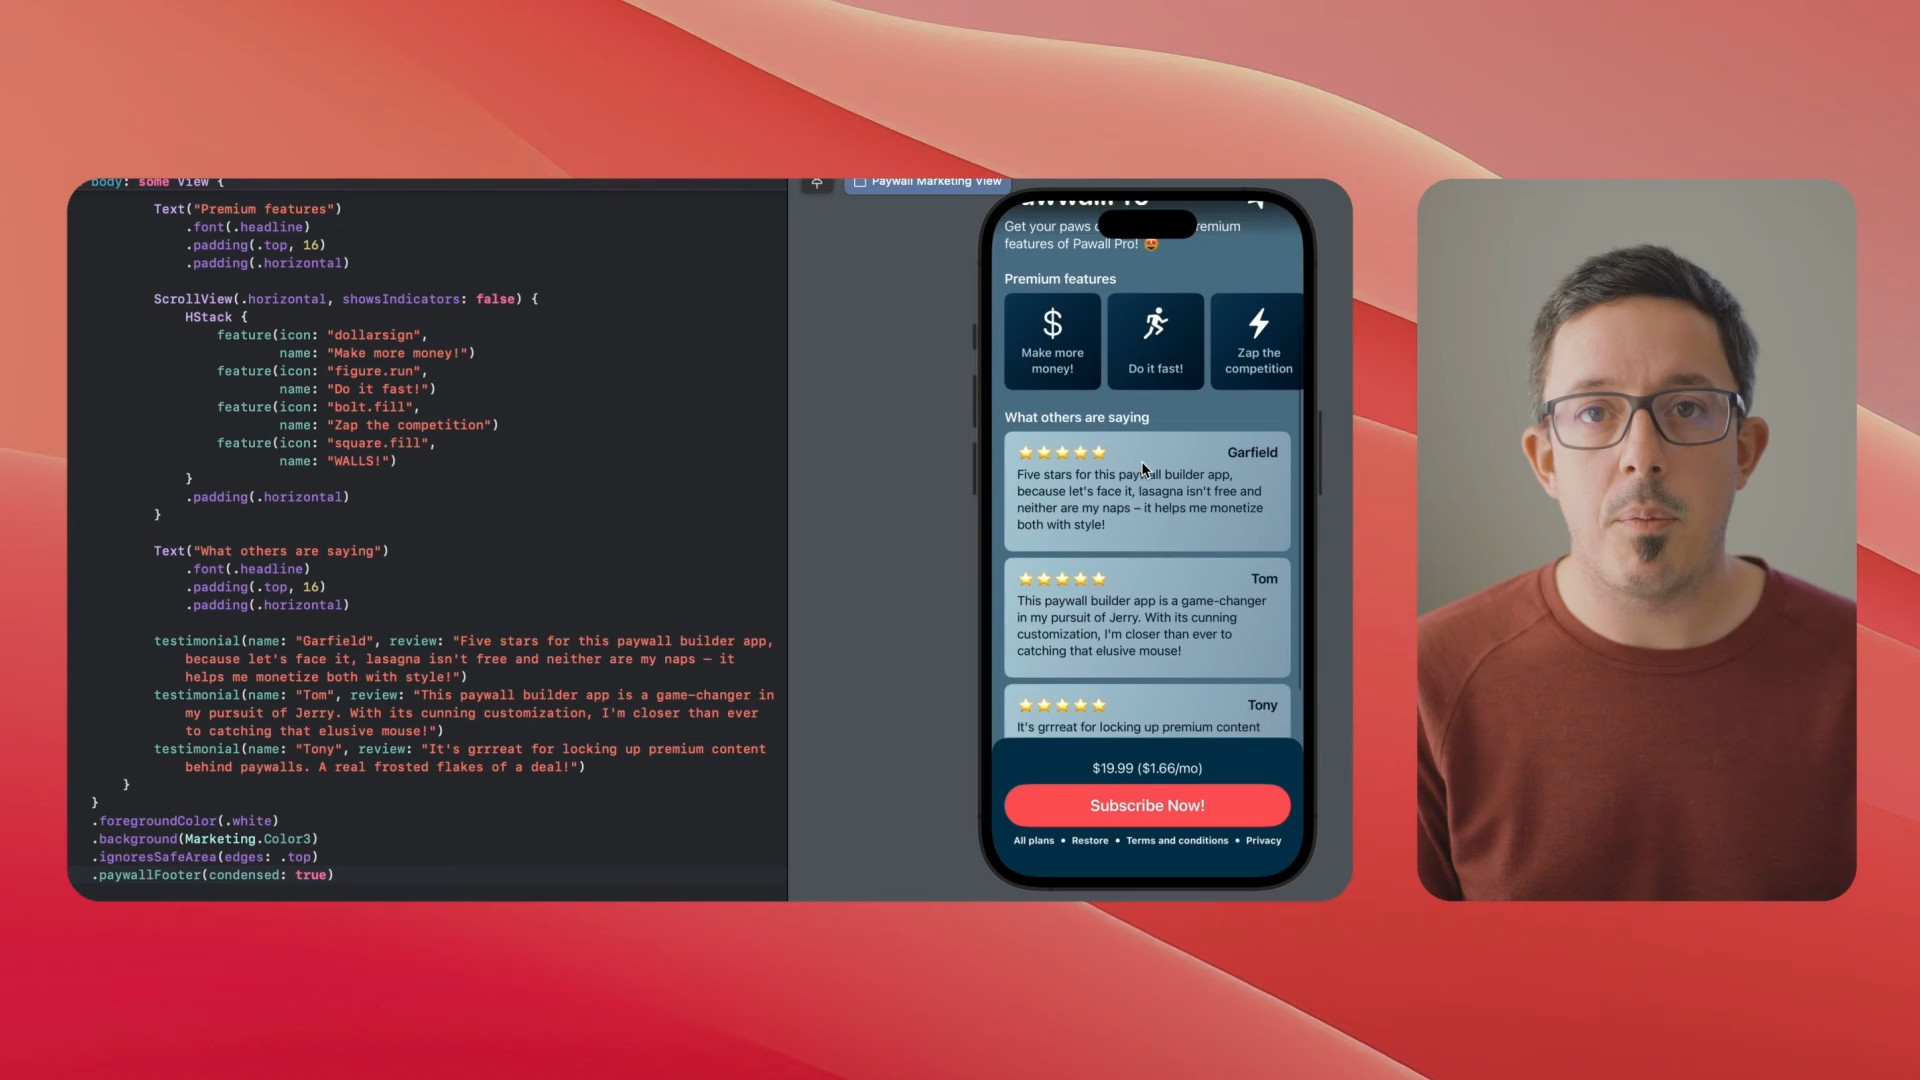 body: some View {
Text("Premium features")
.font(.headline)
.padding(.top, 16)
.padding(.horizontal)
ScrollView(.horizontal, showsIndicators: false) {
HStack {
feature(icon: "dollarsign",
name: "Make more money!")
feature(icon: "figure.run",
name: "Do it fast!")
feature(icon: "bolt.fill",
name: "Zap the competition")
feature(icon: "square.fill",
name: "WALLS!")
}
.padding(.horizontal)
}
Text("What others are saying")
.font(.headline)
.padding(.top, 16)
.padding(.horizontal)
testimonial(name: "Garfield", review: "Five stars for this paywall builder app,
because let's face it, lasagna isn't free and neither are my naps – it
helps me monetize both with style!")
testimonial(name: "Tom", review: "This paywall builder app is a game-changer in
my pursuit of Jerry. With its cunning customization, I'm closer than ever
to catching that elusive mouse!")
testimonial(name: "Tony", review: "It's grrreat for locking up premium content
behind paywalls. A real frosted flakes of a deal!")
}
}
.foregroundColor(.white)
.background(Marketing.Color3)
.ignoresSafeArea(edges: .top)
.paywallFooter(condensed: true)
Paywall Marketing View
Get your paws
features of Pawall Pro! 😍
Premium features
$
Make more
money!
Do it fast!
Zap the
competition
What others are saying
Garfield
Five stars for this paywall builder app,
because let's face it, lasagna isn't free and
neither are my naps – it helps me monetize
both with style!
Tom
This paywall builder app is a game-changer
in my pursuit of Jerry. With its cunning
customization, I'm closer than ever to
catching that elusive mouse!
Tony
It's grrreat for locking up premium content
$19.99 ($1.66/mo)
Subscribe Now!
All plans • Restore • Terms and conditions • Privacy